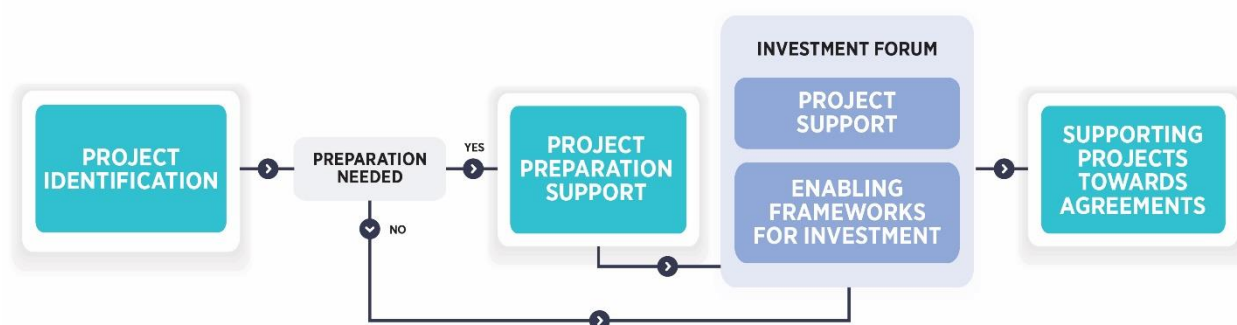 PROJECT
IDENTIFICATION
PREPARATION
NEEDED
YES
NO
PROJECT
PREPARATION
SUPPORT
INVESTMENT FORUM
PROJECT
SUPPORT
ENABLING
FRAMEWORKS
FOR INVESTMENT
SUPPORTING
PROJECTS
TOWARDS
AGREEMENTS